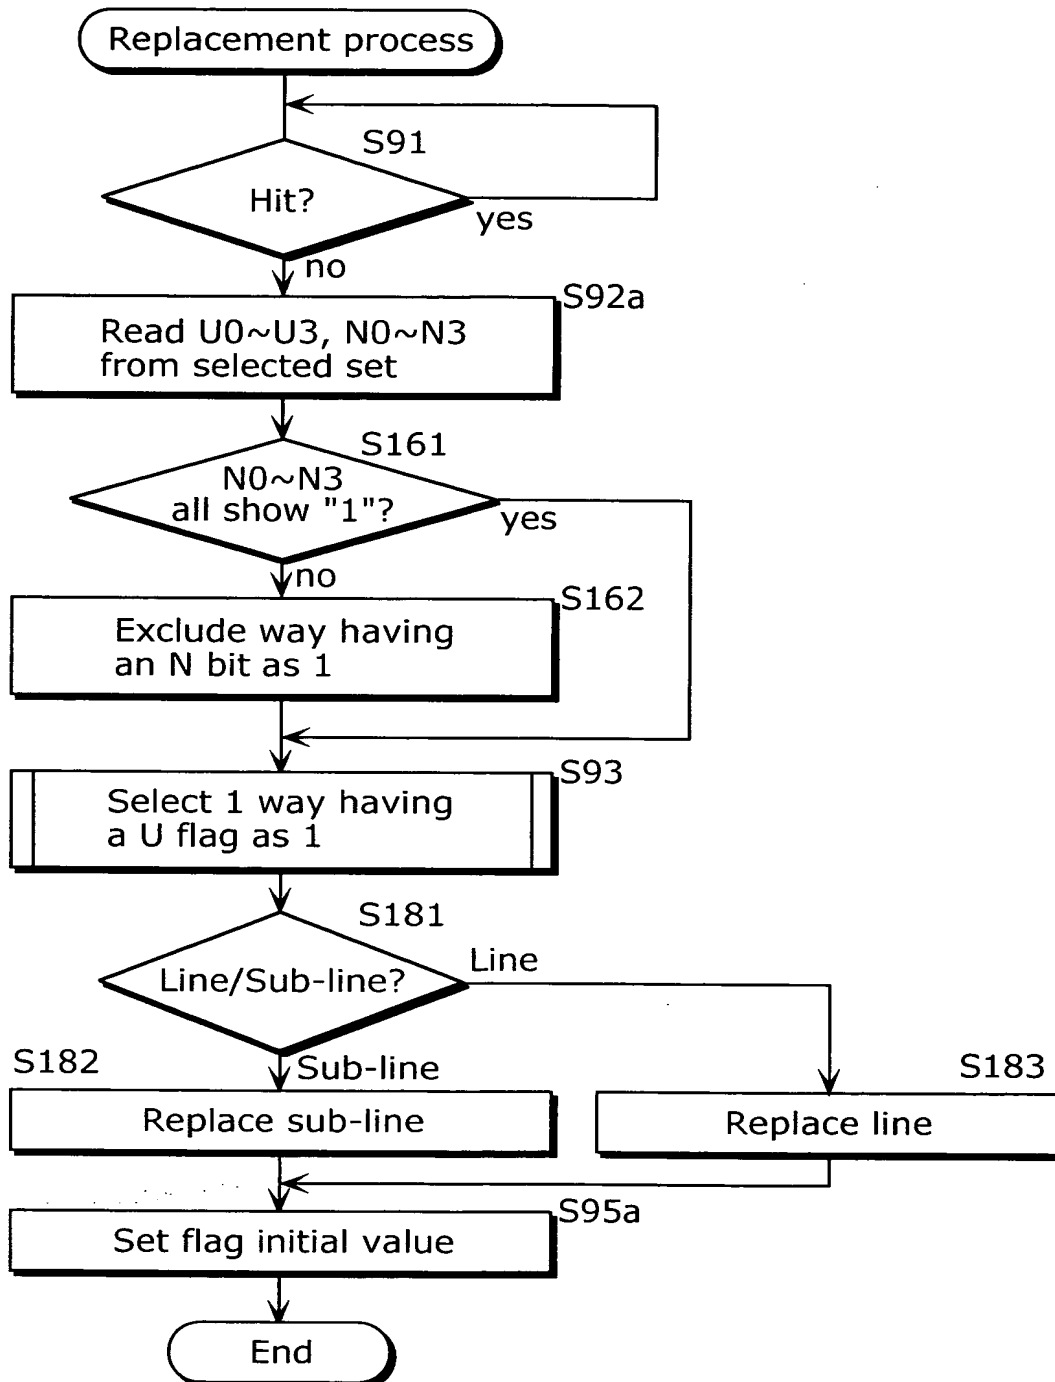 Replacement process
S91
Hit?
yes
no
S92a
Read U0~U3, N0~N3
from selected set
S161
N0~N3
all show "1"?
yes
no
S162
Exclude way having
an N bit as 1
S93
Select 1 way having
a U flag as 1
S181
Line/Sub-line?
Line
Sub-line
S182
Replace sub-line
S183
Replace line
S95a
Set flag initial value
End